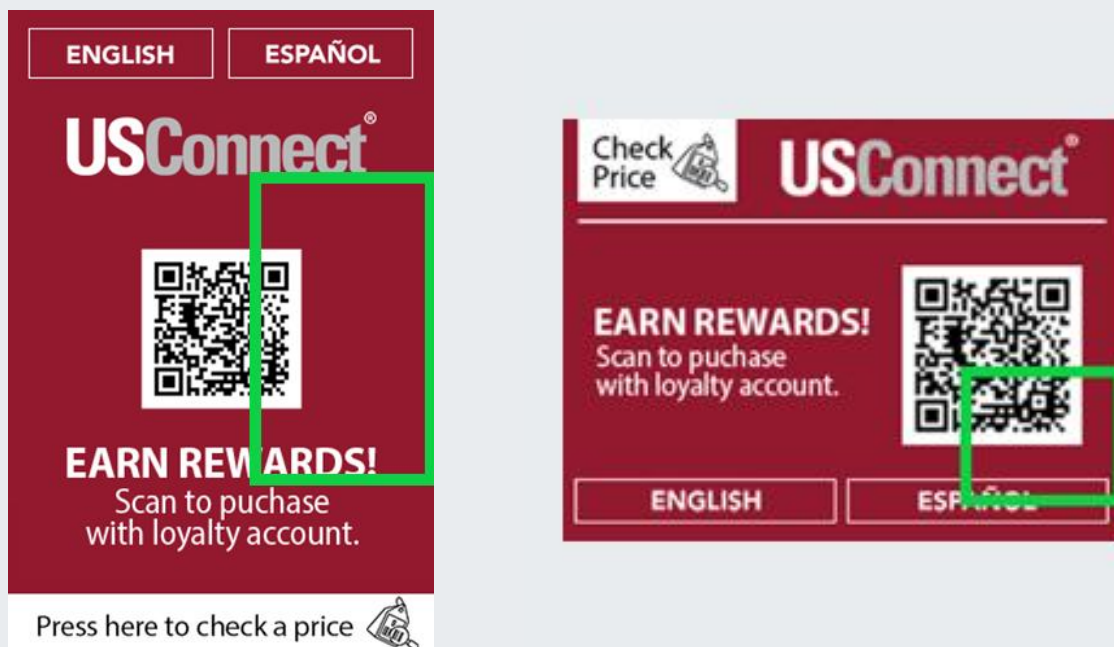 ENGLISH ESPAÑOL
USConnect®
EARN REWARDS!
Scan to puchase
with loyalty account.
Press here to check a price
Check
Price
USConnect®
EARN REWARDS!
Scan to puchase
with loyalty account.
ENGLISH ESPAÑOL